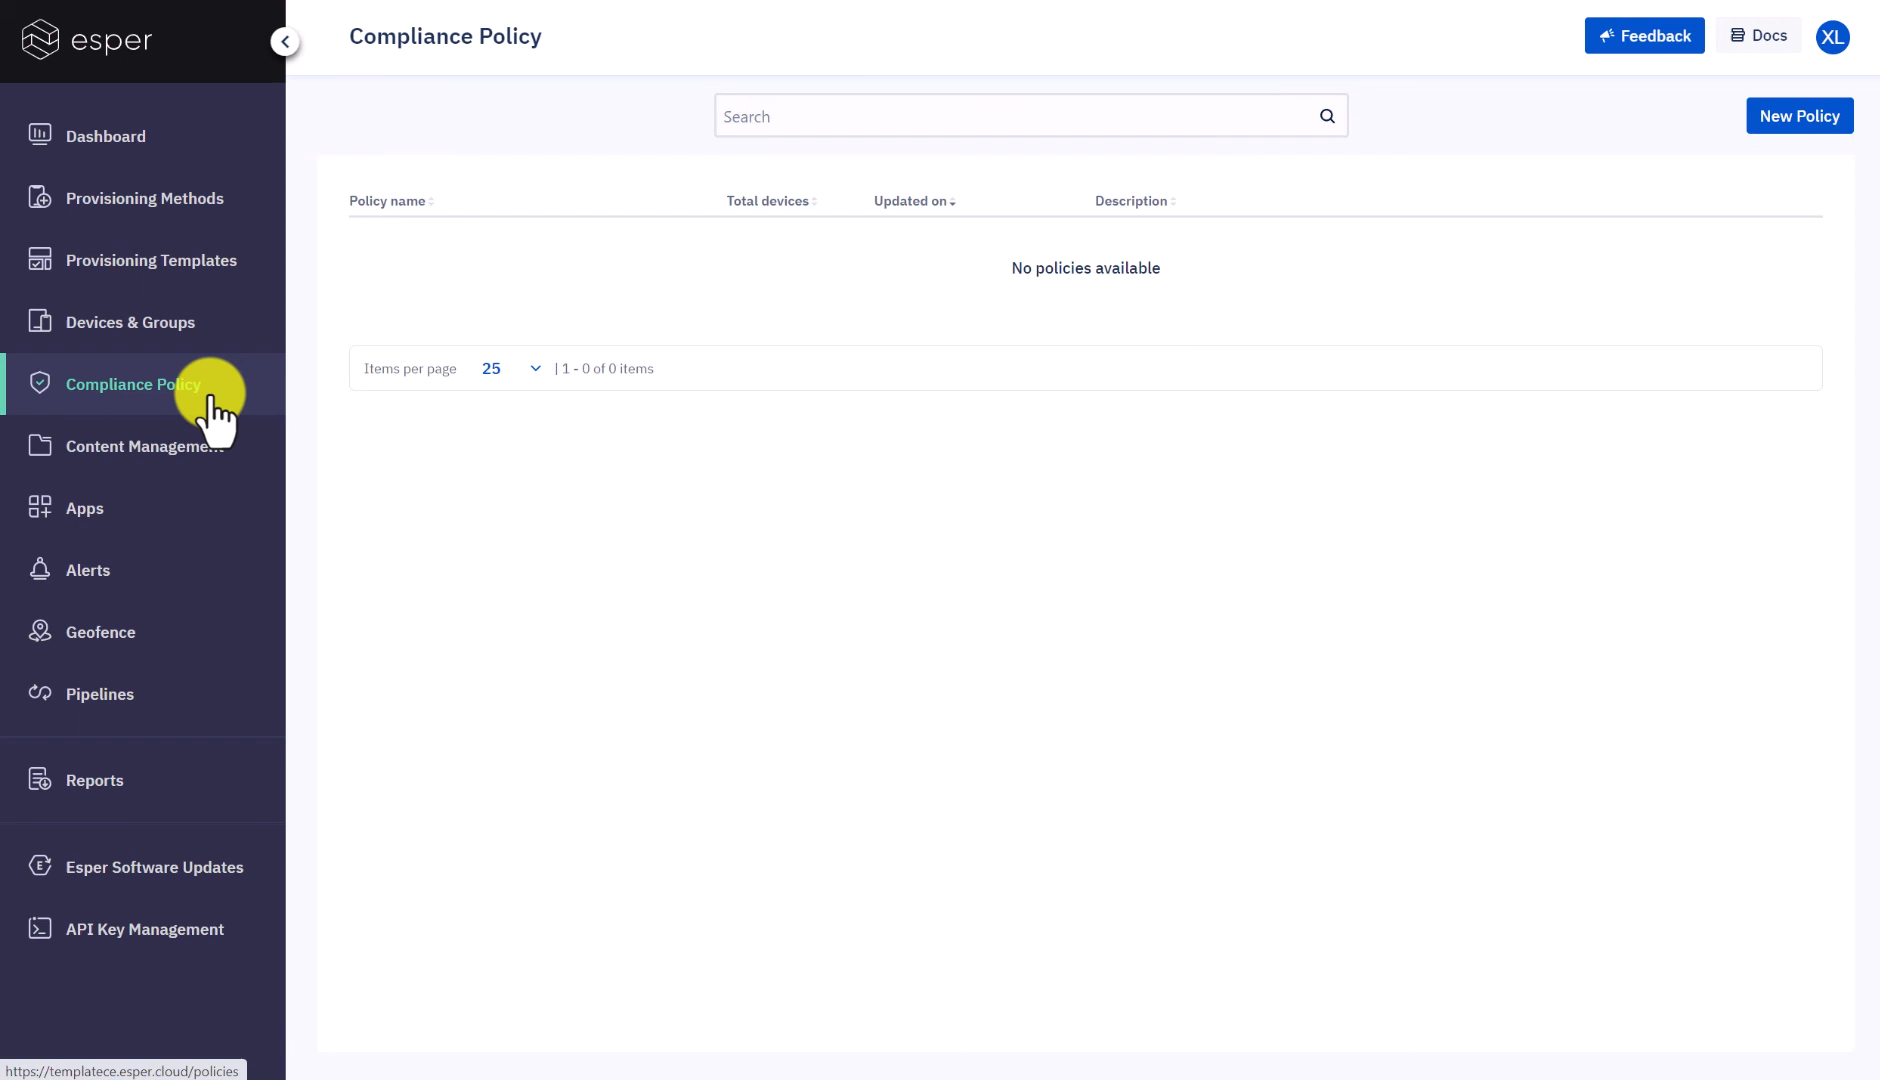 esper
Compliance Policy
Feedback
Docs
XL
Search
New Policy
Dashboard
Provisioning Methods
Provisioning Templates
Devices & Groups
Compliance Policy
Content Management
Apps
Alerts
Geofence
Pipelines
Reports
Esper Software Updates
API Key Management
Policy name
Total devices
Updated on
Description
No policies available
Items per page 25 | 1 - 0 of 0 items
https://templatece.esper.cloud/policies